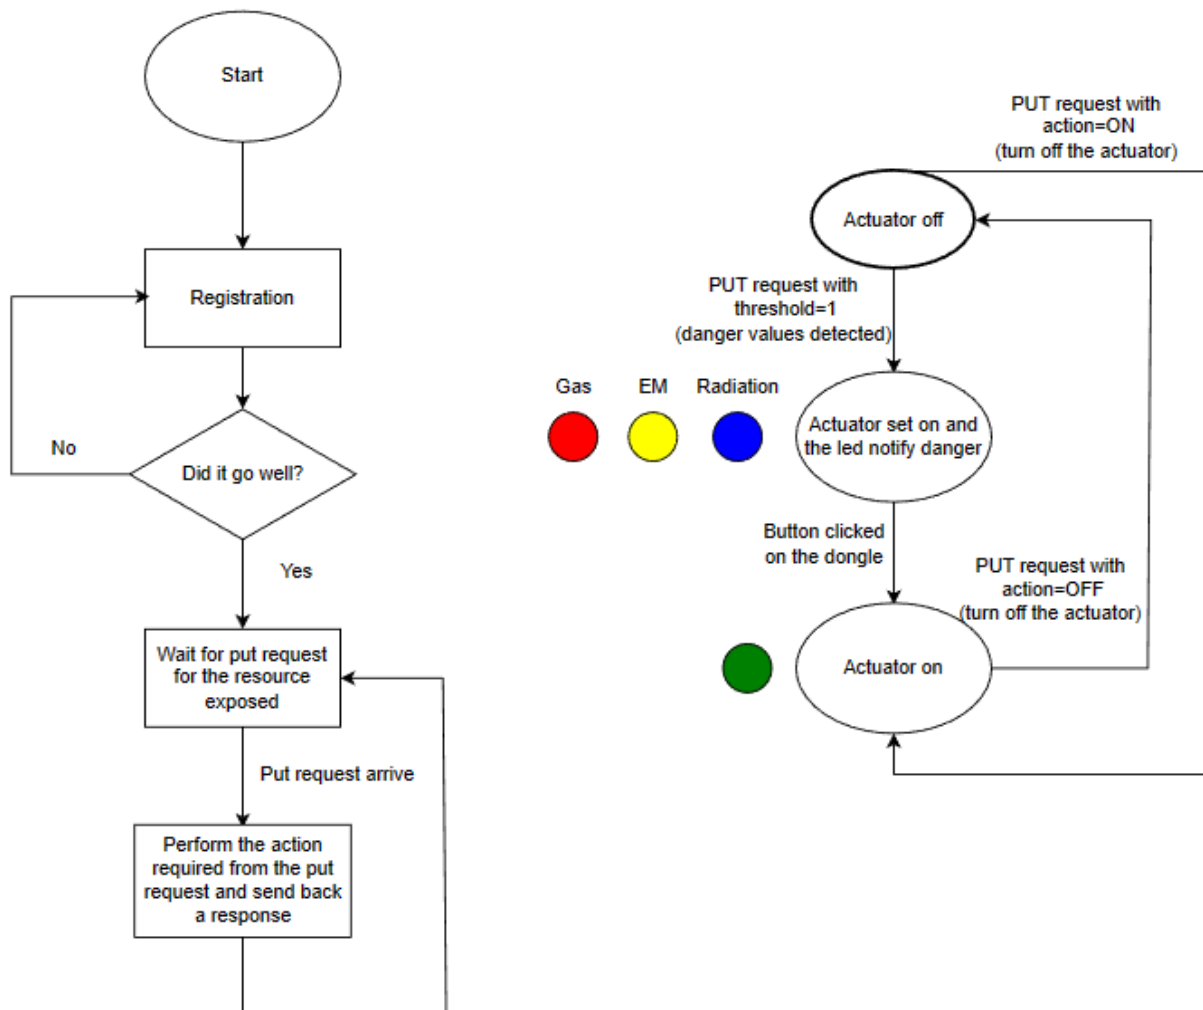 Start
Registration
No
Did it go well?
Yes
Wait for put request
for the resource
exposed
Put request arrive
Perform the action
required from the put
request and send back
a response
PUT request with
action=ON
(turn off the actuator)
Actuator off
PUT request with
threshold=1
(danger values detected)
Gas
EM
Radiation
Actuator set on and
the led notify danger
Button clicked
on the dongle
PUT request with
action=OFF
(turn off the actuator)
Actuator on